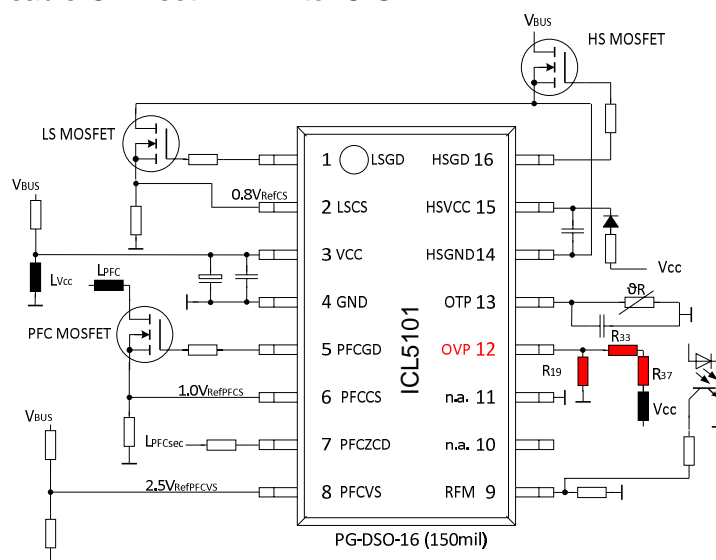 VBUS
HS MOSFET
LS MOSFET
1 LSGD
HSGD 16
VBUS
0.8VRefCS
2 LSCS
HSVCC 15
3 VCC
HSGND 14
Vcc
LVcc
LPFC
4 GND
OTP 13
ϑR
PFC MOSFET
ICL5101
5 PFCGD
OVP 12
R33
R19
R37
1.0VRefPFCS
6 PFCCS
n.a. 11
Vcc
VBUS
LPFCsec
7 PFCZCD
n.a. 10
2.5VRefPFCVS
8 PFCVS
RFM 9
PG-DSO-16 (150mil)